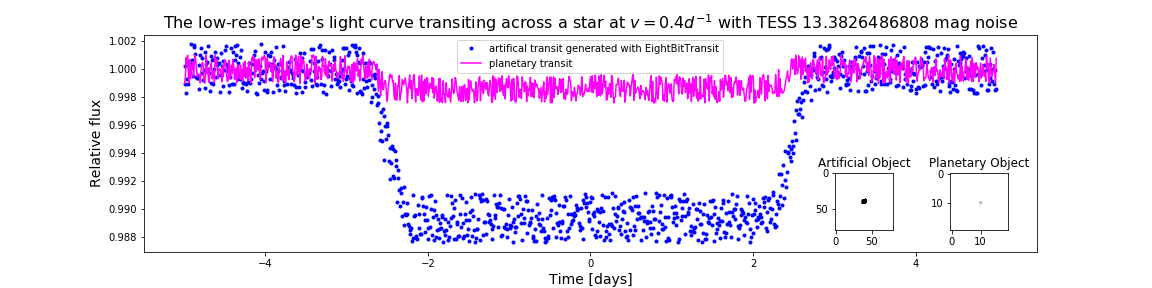 The low-res image's light curve transiting across a star at v = 0.4d⁻¹ with TESS 13.3826486808 mag noise
artifical transit generated with EightBitTransit
planetary transit
Relative flux
1.002
1.000
0.998
0.996
0.994
0.992
0.990
0.988
Artificial Object
0
50
0 50
Planetary Object
0
10
0 10
−4 −2 0 2 4
Time [days]